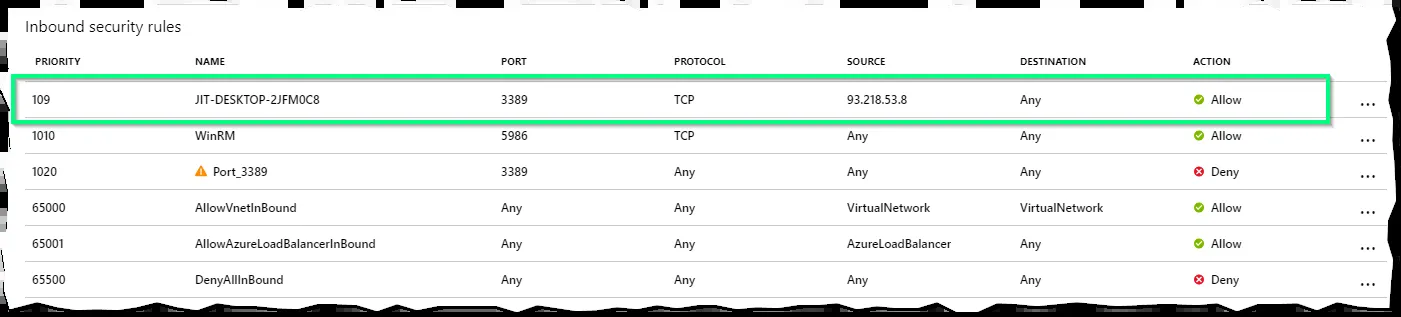 Inbound security rules
PRIORITY NAME PORT PROTOCOL SOURCE DESTINATION ACTION
109 JIT-DESKTOP-2JFM0C8 3389 TCP 93.218.53.8 Any Allow ...
1010 WinRM 5986 TCP Any Any Allow ...
1020 Port_3389 3389 Any Any Any Deny ...
65000 AllowVnetInBound Any Any VirtualNetwork VirtualNetwork Allow ...
65001 AllowAzureLoadBalancerInBound Any Any AzureLoadBalancer Any Allow ...
65500 DenyAllInBound Any Any Any Any Deny ...